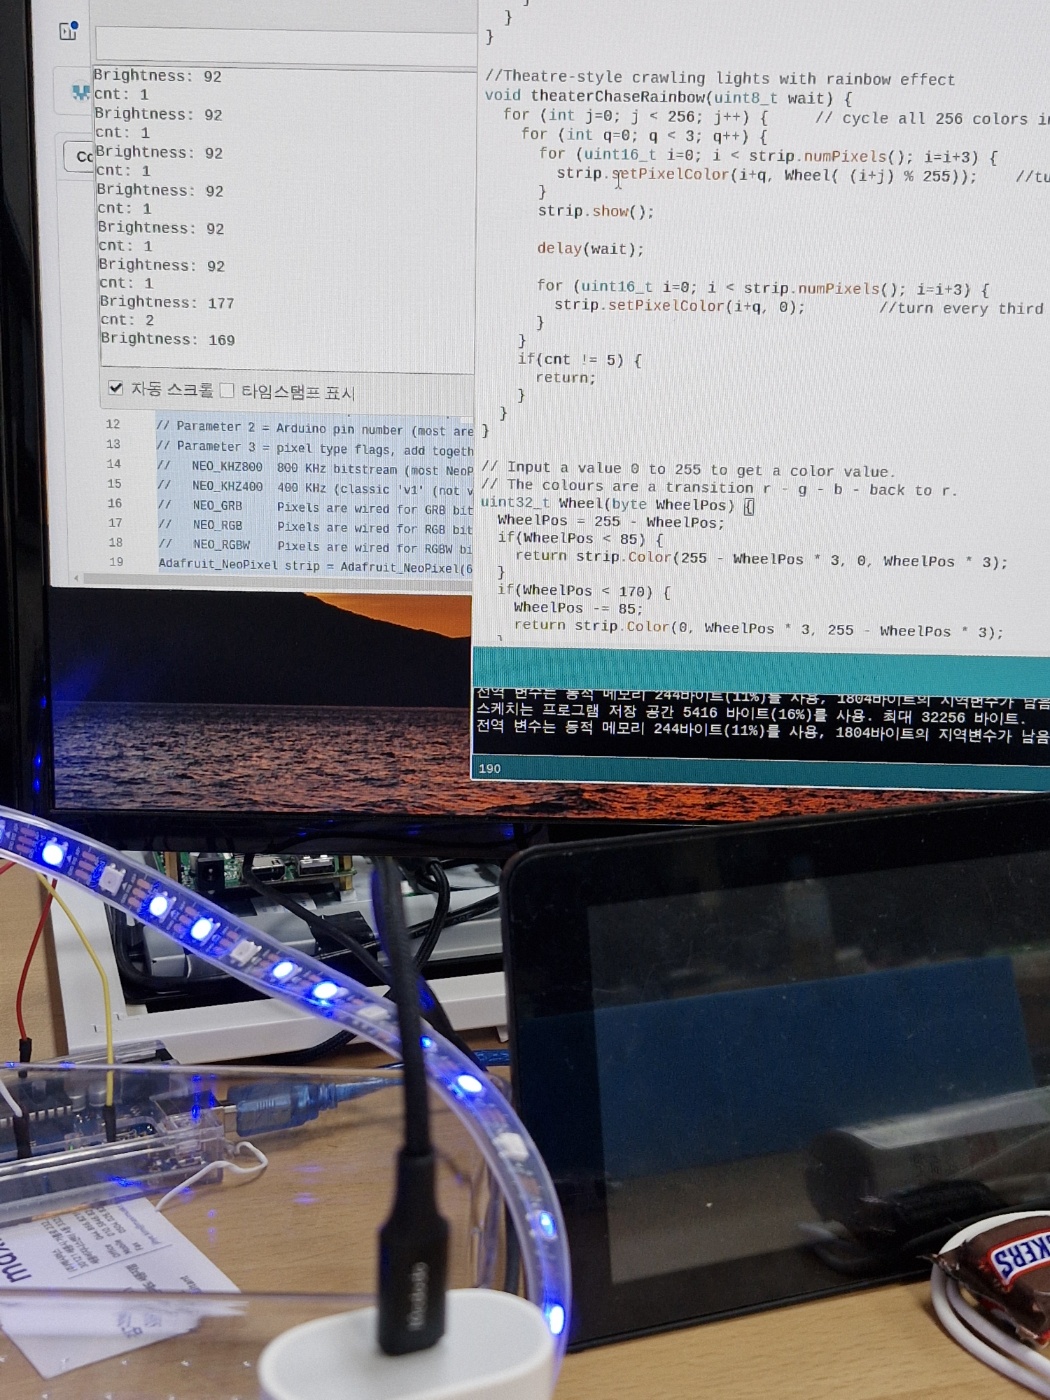 Brightness: 92
cnt: 1
Brightness: 92
cnt: 1
Brightness: 92
cnt: 1
Brightness: 92
cnt: 1
Brightness: 92
cnt: 1
Brightness: 92
cnt: 1
Brightness: 177
cnt: 2
Brightness: 169
자동 스크롤 타임스탬프 표시
12 // Parameter 2 = Arduino pin number (most are
13 // Parameter 3 = pixel type flags, add togeth
14 // NEO_KHZ800 800 KHz bitstream (most NeoP
15 // NEO_KHZ400 400 KHz (classic 'v1' (not v
16 // NEO_GRB Pixels are wired for GRB bit
17 // NEO_RGB Pixels are wired for RGB bit
18 // NEO_RGBW Pixels are wired for RGBW bi
19 Adafruit_NeoPixel strip = Adafruit_NeoPixel(6
}
}
//Theatre-style crawling lights with rainbow effect
void theaterChaseRainbow(uint8_t wait) {
for (int j=0; j < 256; j++) { // cycle all 256 colors in
for (int q=0; q < 3; q++) {
for (uint16_t i=0; i < strip.numPixels(); i=i+3) {
strip.setPixelColor(i+q, Wheel( (i+j) % 255)); //tu
}
strip.show();
delay(wait);
for (uint16_t i=0; i < strip.numPixels(); i=i+3) {
strip.setPixelColor(i+q, 0); //turn every third
}
}
if(cnt != 5) {
return;
}
}
}
// Input a value 0 to 255 to get a color value.
// The colours are a transition r - g - b - back to r.
uint32_t Wheel(byte WheelPos) {
WheelPos = 255 - WheelPos;
if(WheelPos < 85) {
return strip.Color(255 - WheelPos * 3, 0, WheelPos * 3);
}
if(WheelPos < 170) {
WheelPos -= 85;
return strip.Color(0, WheelPos * 3, 255 - WheelPos * 3);
}
전역 변수는 동적 메모리 244바이트(11%)를 사용, 1804바이트의 지역변수가 남음
스케치는 프로그램 저장 공간 5416 바이트(16%)를 사용. 최대 32256 바이트.
전역 변수는 동적 메모리 244바이트(11%)를 사용, 1804바이트의 지역변수가 남음
190